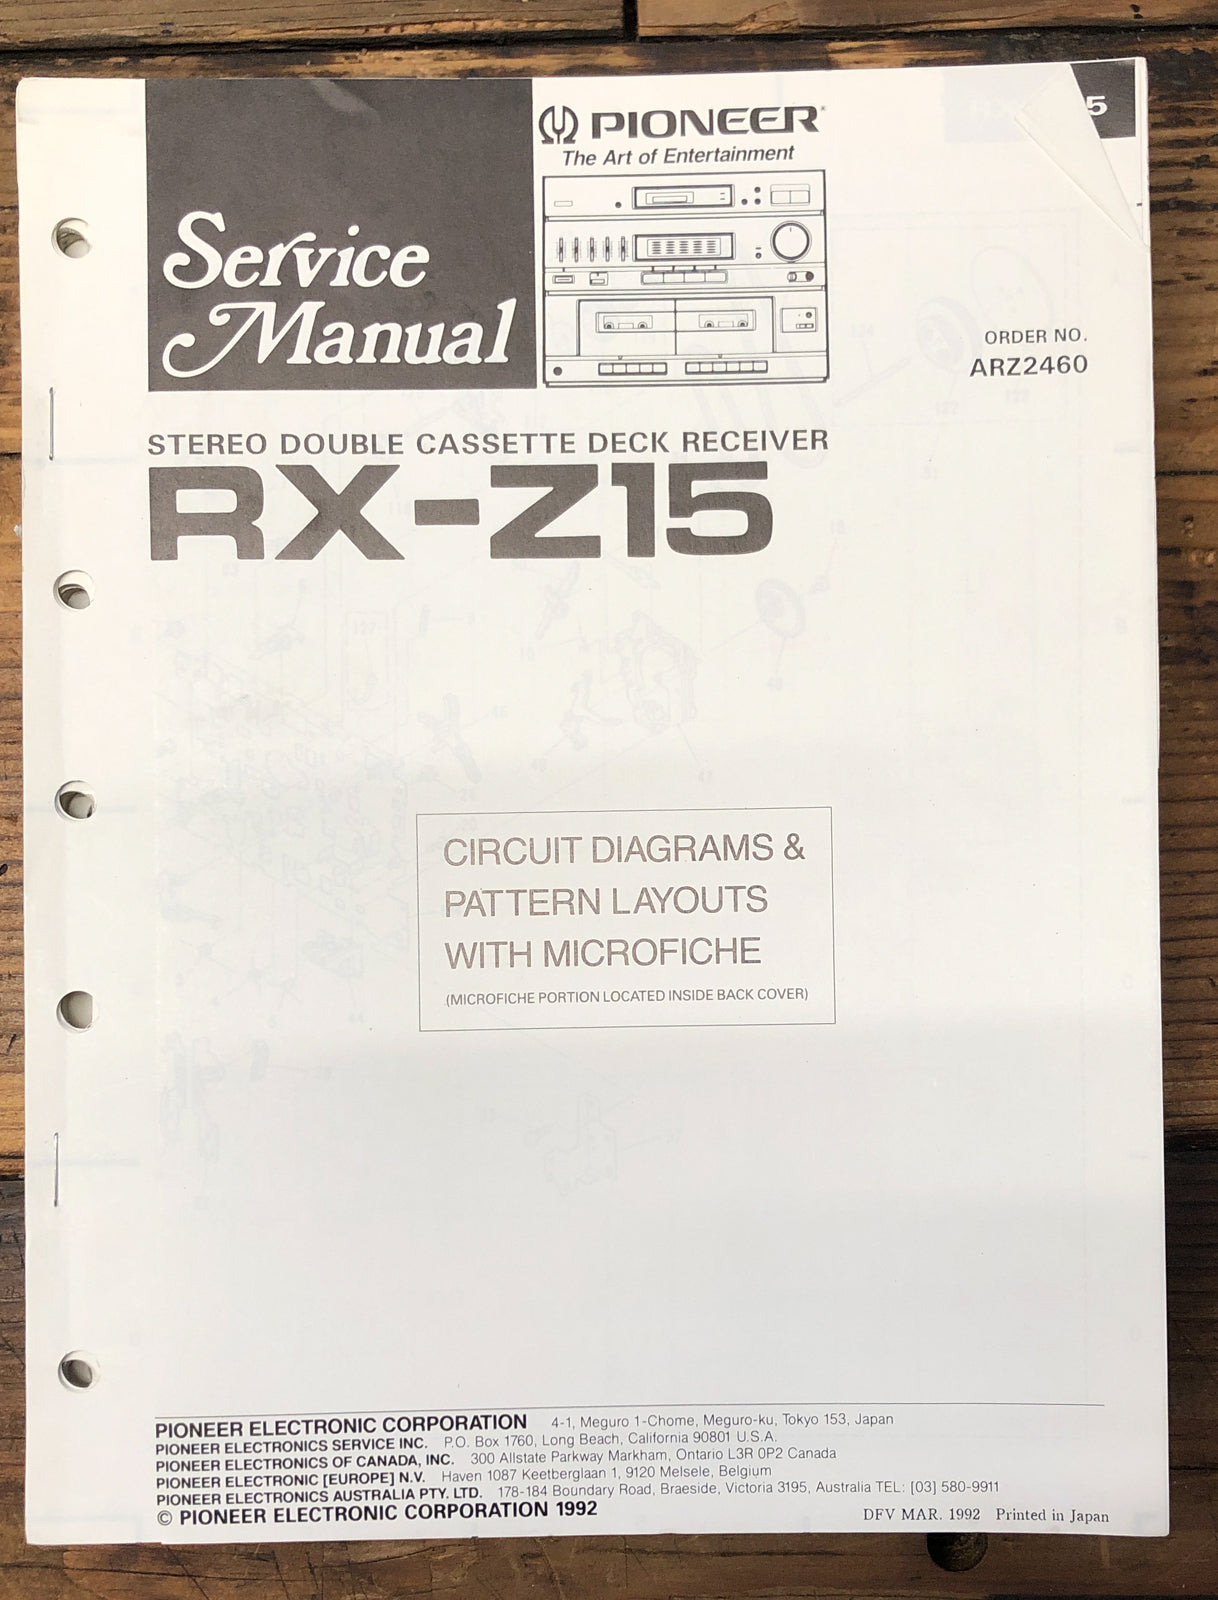 PIONEER
The Art of Entertainment
5
Service
Manual
ORDER NO.
ARZ2460
STEREO DOUBLE CASSETTE DECK RECEIVER
RX-Z15
CIRCUIT DIAGRAMS &
PATTERN LAYOUTS
WITH MICROFICHE
(MICROFICHE PORTION LOCATED INSIDE BACK COVER)
PIONEER ELECTRONIC CORPORATION 4-1, Meguro 1-Chome, Meguro-ku, Tokyo 153, Japan
PIONEER ELECTRONICS SERVICE INC. P.O. Box 1760, Long Beach, California 90801 U.S.A.
PIONEER ELECTRONICS OF CANADA, INC. 300 Allstate Parkway Markham, Ontario L3R 0P2 Canada
PIONEER ELECTRONIC [EUROPE] N.V. Haven 1087 Keetberglaan 1, 9120 Melsele, Belgium
PIONEER ELECTRONICS AUSTRALIA PTY. LTD. 178-184 Boundary Road, Braeside, Victoria 3195, Australia TEL: [03] 580-9911
© PIONEER ELECTRONIC CORPORATION 1992
DFV MAR. 1992 Printed in Japan